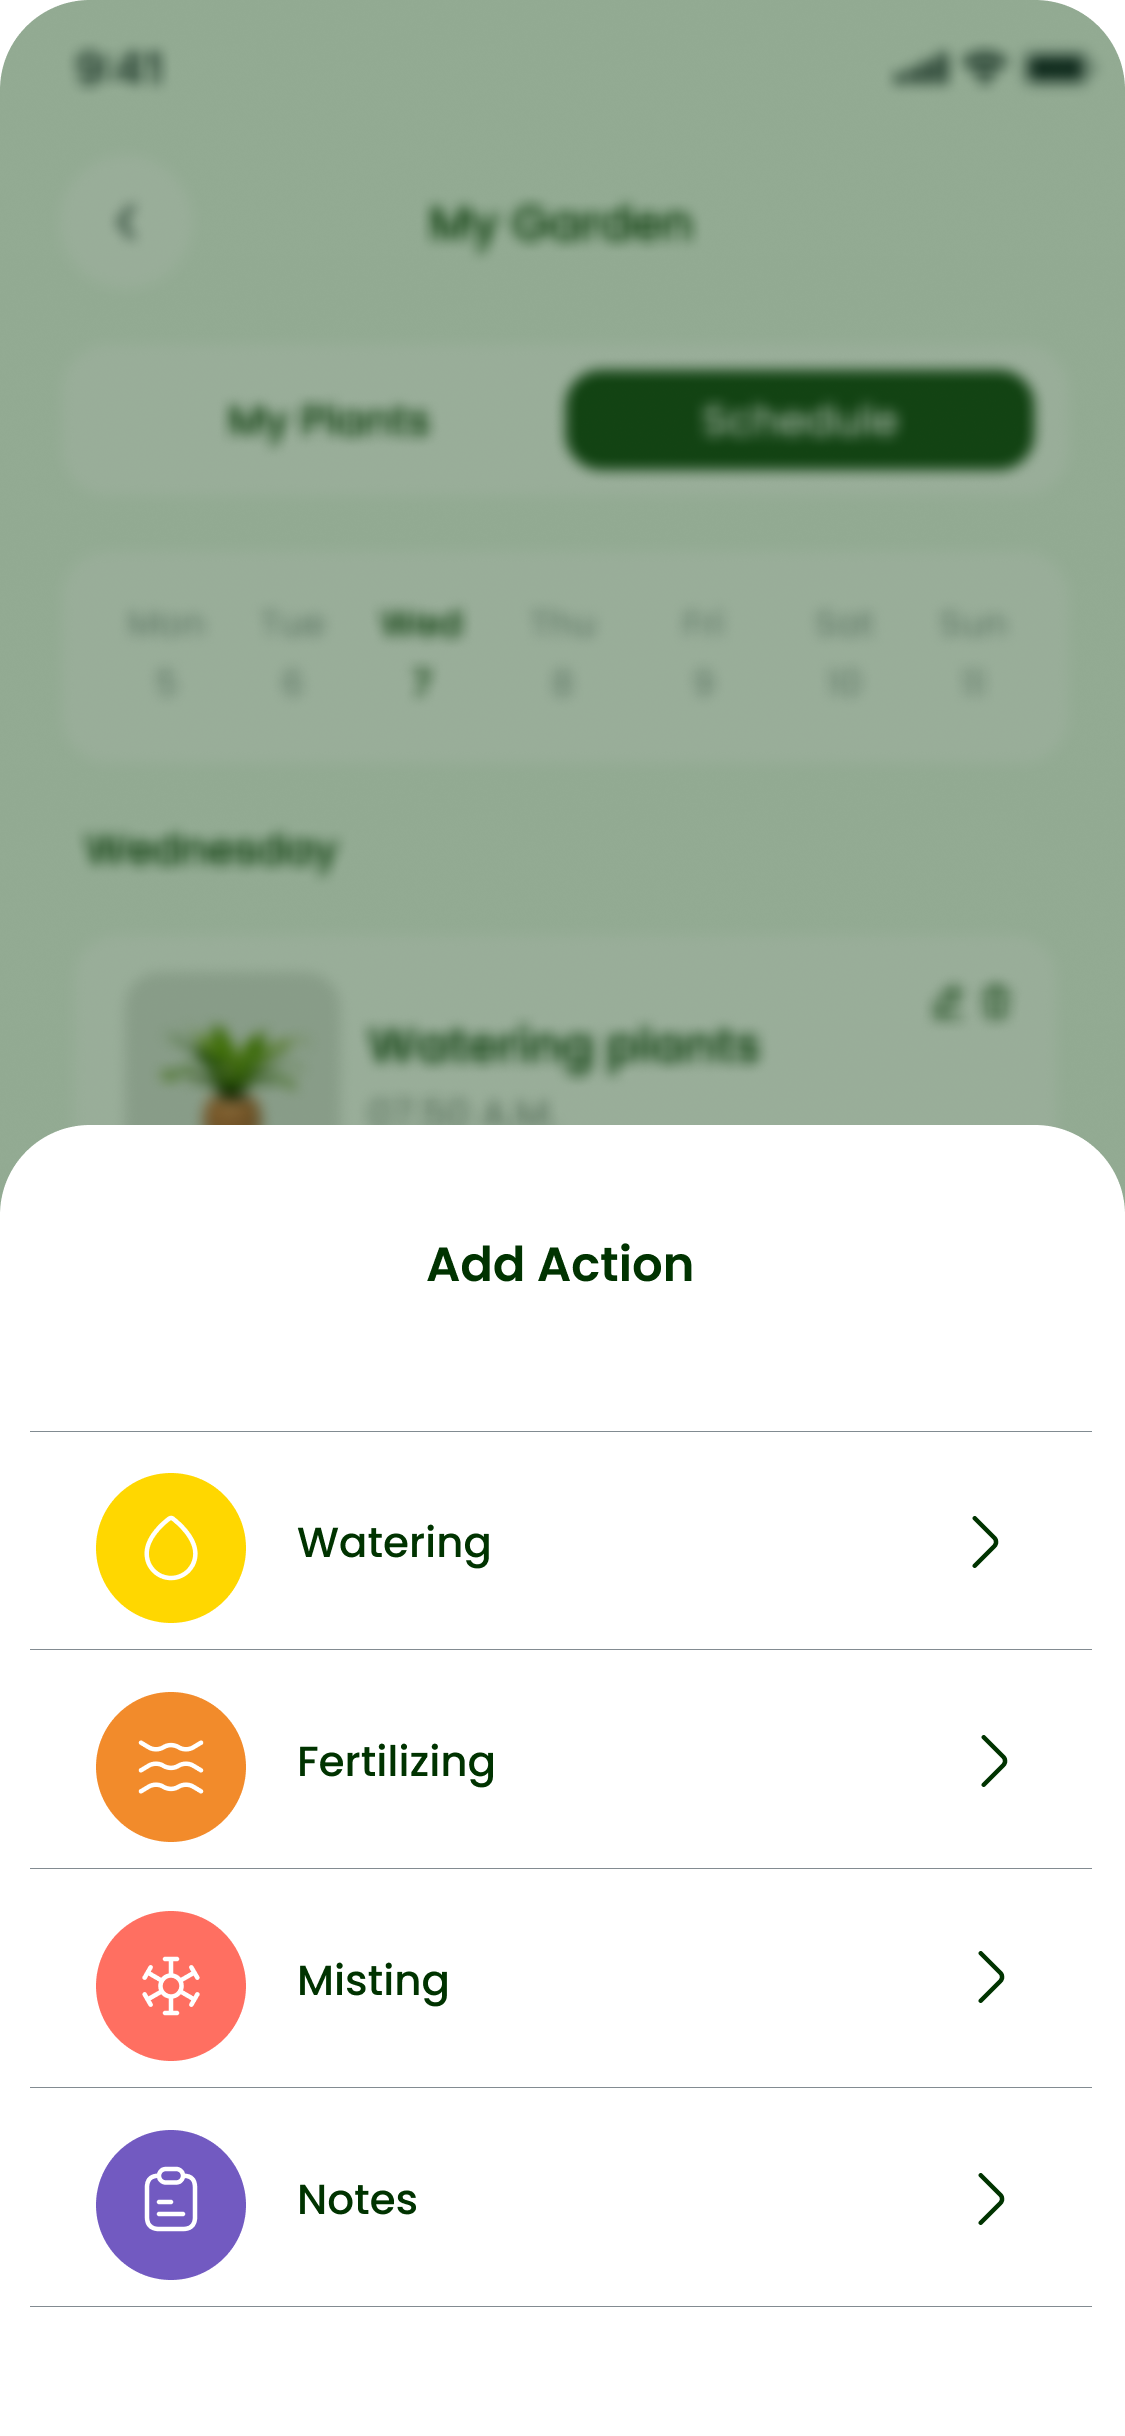 9:41
My Garden
My Plants
Schedule
Mon Tue Wed Thu Fri Sat Sun
5 6 7 8 9 10 11
Wednesday
Watering plants
07:50 A.M
Add Action
Watering
Fertilizing
Misting
Notes